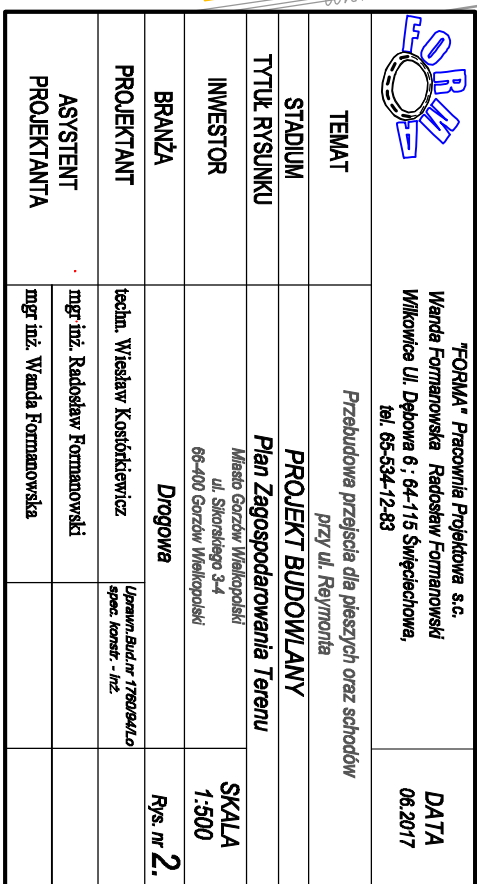 FORMA
"FORMA" Pracownia Projektowa s.c.
Wanda Formanowska Radosław Formanowski
Wilkowice Ul. Dębowa 6 ; 64-115 Święciechowa,
tel. 65-534-12-83
DATA
06.2017
TEMAT
Przebudowa przejscia dla pieszych oraz schodów
przy ul. Reymonta
STADIUM
PROJEKT BUDOWLANY
TYTUŁ RYSUNKU
Plan Zagospodarowania Terenu
INWESTOR
Miasto Gorzów Wielkopolski
ul. Sikorskiego 3-4
66-400 Gorzów Wielkopolski
SKALA
1:500
BRANŻA
Drogowa
Rys. nr 2.
PROJEKTANT
techn. Wiesław Kostórkiewicz
Uprawn.Bud.nr 1760/94/Lo
spec. konstr. - inż.
ASYSTENT
PROJEKTANTA
mgr inż. Radosław Formanowski
mgr inż. Wanda Formanowska